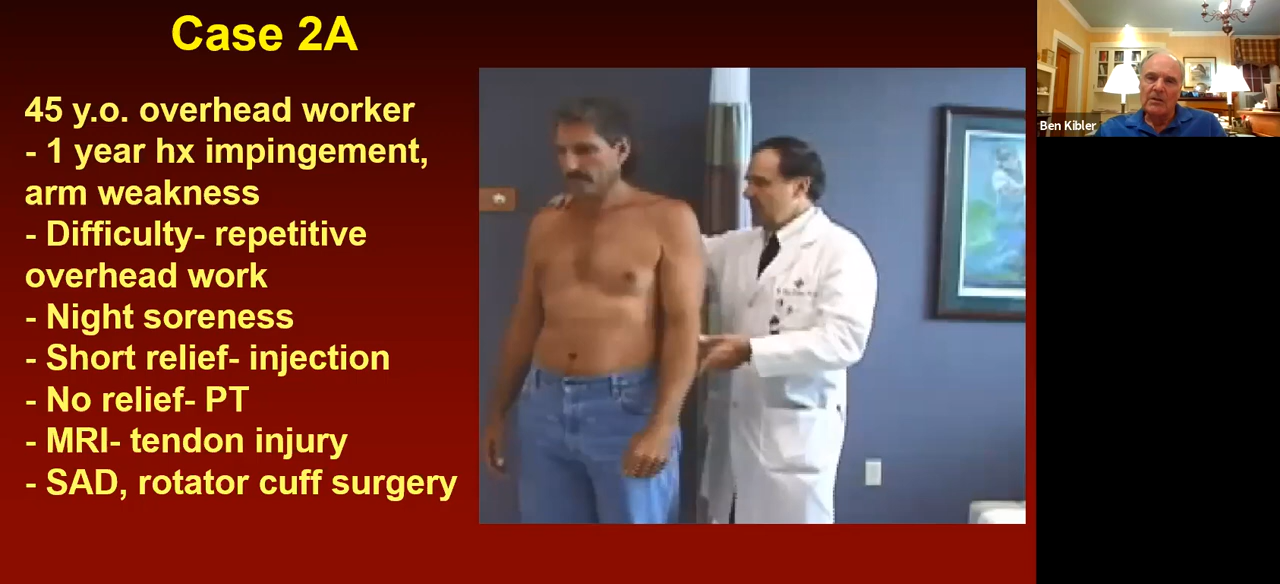 Case 2A
45 y.o. overhead worker
- 1 year hx impingement,
arm weakness
- Difficulty- repetitive
overhead work
- Night soreness
- Short relief- injection
- No relief- PT
- MRI- tendon injury
- SAD, rotator cuff surgery
Ben Kibler